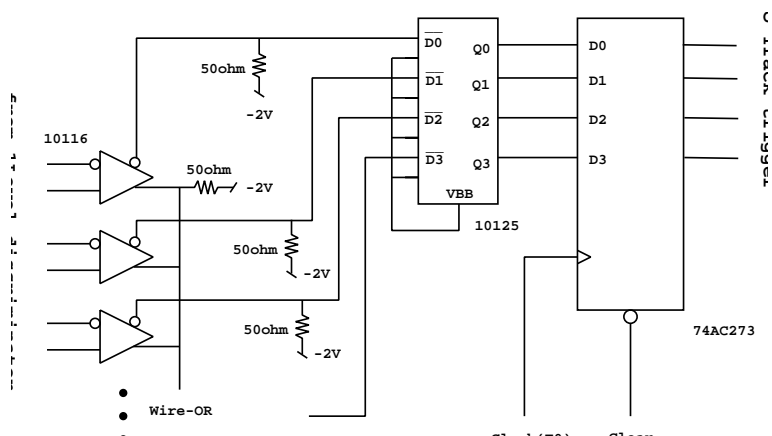 D0
Q0
D0
50ohm
D1
Q1
D1
-2V
D2
Q2
D2
10116
D3
Q3
D3
50ohm
-2V
VBB
10125
50ohm
-2V
50ohm
-2V
74AC273
Wire-OR